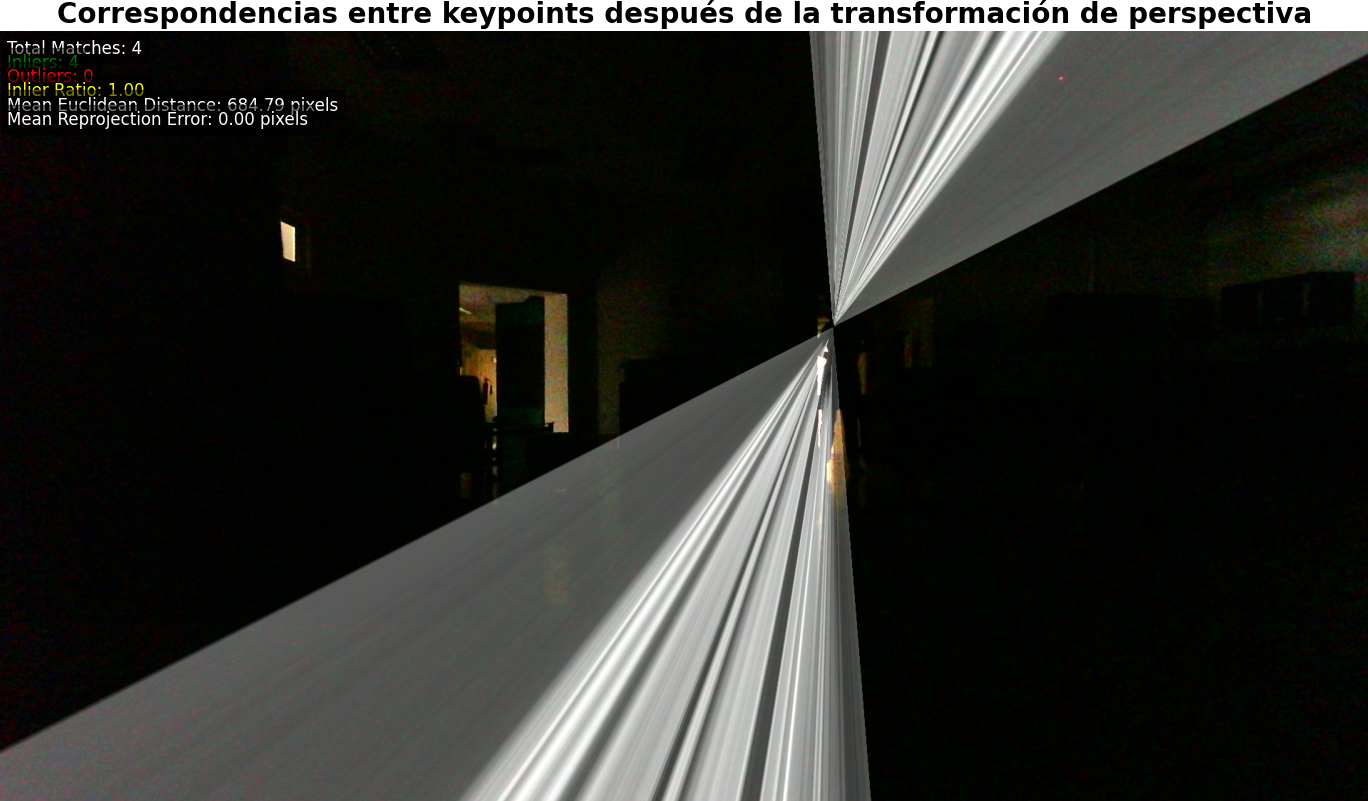 Correspondencias entre keypoints después de la transformación de perspectiva
Total Matches: 4
Inliers: 4
Outliers: 0
Inlier Ratio: 1.00
Mean Euclidean Distance: 684.79 pixels
Mean Reprojection Error: 0.00 pixels